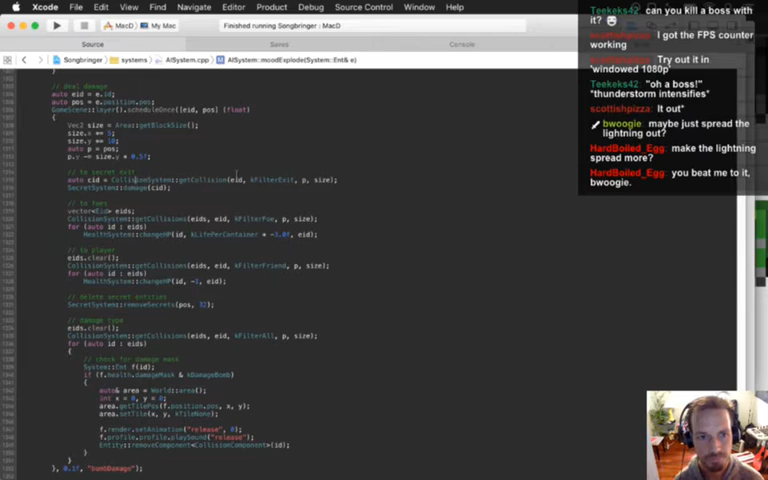 Xcode File Edit View Find Navigate Editor Product Debug Source Control Window Help
MacD My Mac
Finished running Songbringer : MacD
Source
Saved
Console
Songbringer systems AISystem.cpp AISystem::moodExplode(System::Ent& e)
// Deal damage
auto eid = e.id;
auto pos = e.position.pos;
GameScene::layer().scheduleOnce([eid, pos] (float)
{
Vec2 size = Area::getBlockSize();
size.x += 5;
size.y += 10;
auto p = pos;
p.y -= size.y * 0.5f;
// to secret exit
auto cid = CollisionSystem::getCollision(eid, kFilterExit, p, size);
SecretSystem::damage(cid);
// to foes
vector<Eid> eids;
CollisionSystem::getCollisions(eids, eid, kFilterFoe, p, size);
for (auto id : eids)
HealthSystem::changeHP(id, kLifePerContainer * -3.0f, eid);
// to player
eids.clear();
CollisionSystem::getCollisions(eids, eid, kFilterFriend, p, size);
for (auto id : eids)
HealthSystem::changeHP(id, -1, eid);
// Delete secret entities
SecretSystem::removeSecrets(pos, 32);
// damage type
eids.clear();
CollisionSystem::getCollisions(eids, eid, kFilterAll, p, size);
for (auto id : eids)
{
// check for damage mask
System::Ent f(id);
if (f.health.damageMask & kDamageBomb)
{
auto& area = World::area();
int x = 0, y = 0;
area.getTilePos(f.position.pos, x, y);
area.setTile(x, y, kTileNone);
f.render.setAnimation("release", 0);
f.profile.profile.playSound("release");
Entity::removeComponent<CollisionComponent>(id);
}
}
}, 0.1f, "bombDamage");
Teekeks42: can you kill a boss with
it?
scottishpizza: I got the FPS counter
working
scottishpizza: Try out it in
'windowed 1080p'
Teekeks42: "oh a boss!"
*thunderstorm intensifies*
scottishpizza: It out*
bwoogie: maybe just spread the
lightning out?
HardBoiled_Egg: make the lightning
spread more?
HardBoiled_Egg: you beat me to it,
bwoogie.